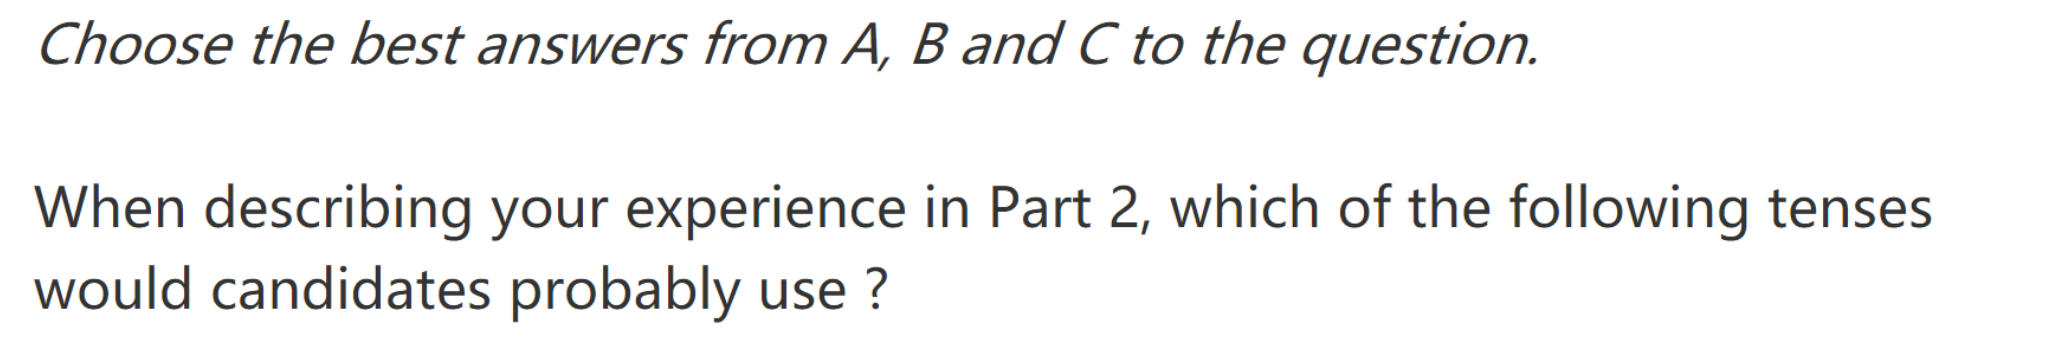 Choose the best answers from A, B and C to the question.
When describing your experience in Part 2, which of the following tenses
would candidates probably use ?